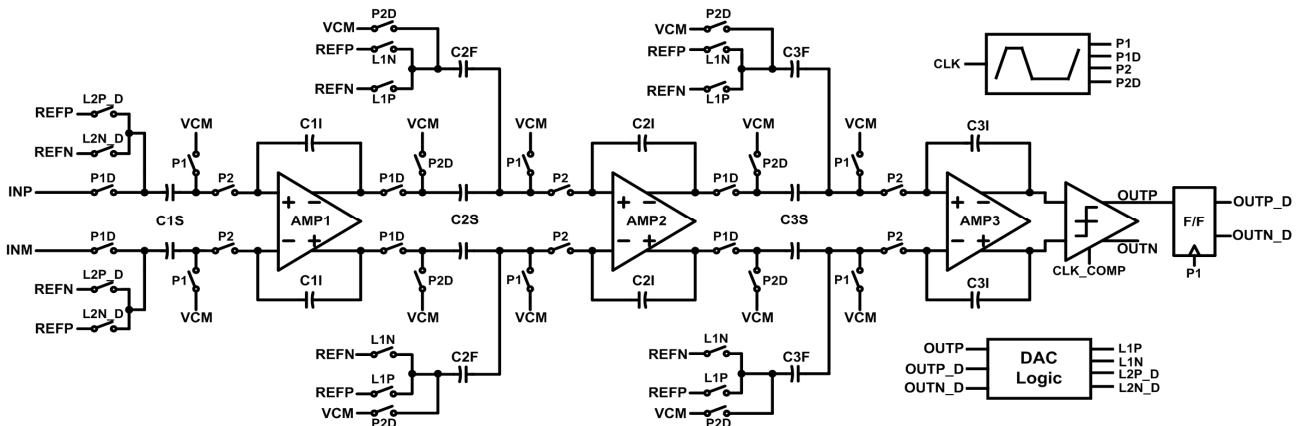 P2D
VCM
REFP
L1N
REFN
L1P
C2F
P2D
VCM
REFP
L1N
REFN
L1P
C3F
CLK
P1
P1D
P2
P2D
L2P_D
REFP
REFN
L2N_D
VCM
P1
C1I
VCM
P2D
VCM
P1
C2I
VCM
P2D
VCM
P1
C3I
INP
P1D
P2
P1D
P2
P1D
P2
C1S
+
−
AMP1
−
+
C2S
+
−
AMP2
−
+
C3S
+
−
AMP3
−
+
OUTP
OUTN
CLK_COMP
F/F
P1
OUTP_D
OUTN_D
INM
P1D
P2
P1D
P2
P1D
P2
L2P_D
REFN
REFP
L2N_D
P1
VCM
C1I
P2D
VCM
P1
VCM
C2I
P2D
VCM
P1
VCM
C3I
REFN
L1N
REFP
L1P
VCM
P2D
C2F
REFN
L1N
REFP
L1P
VCM
P2D
C3F
OUTP
OUTP_D
OUTN_D
DAC
Logic
L1P
L1N
L2P_D
L2N_D